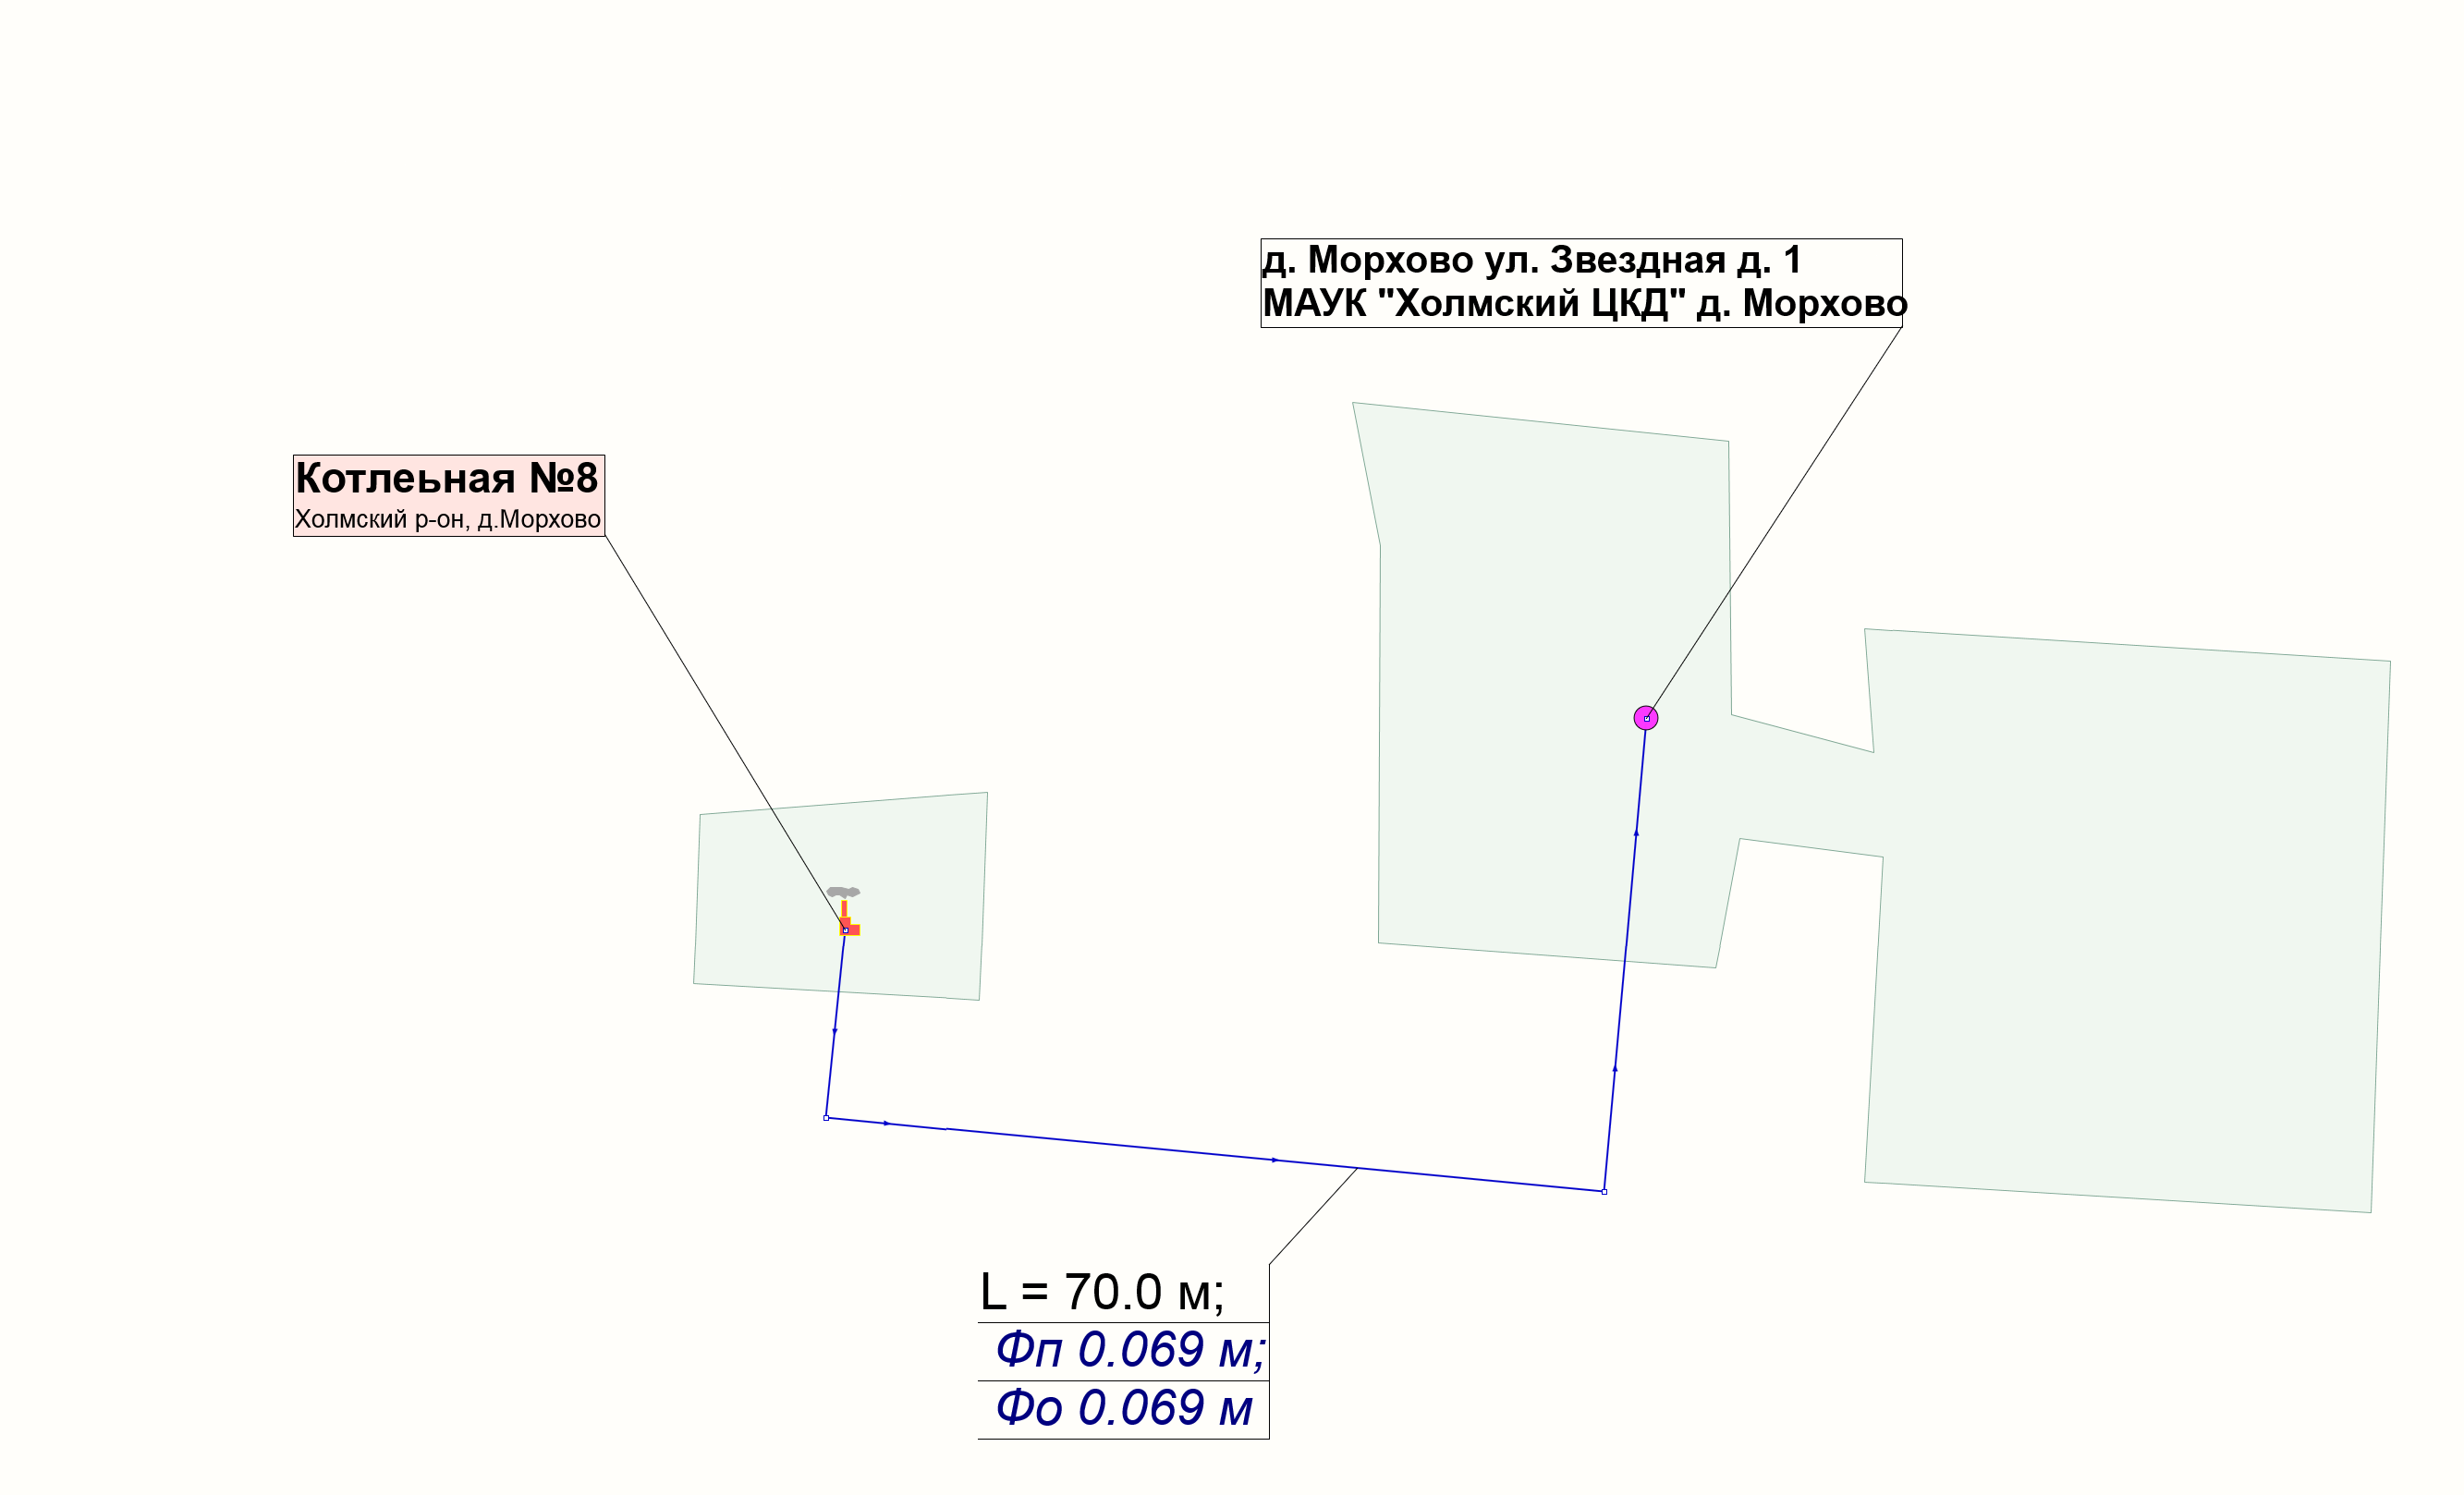 д. Морхово ул. Звездная д. 1
МАУК "Холмский ЦКД" д. Морхово
Котлеьная №8
Холмский р-он, д.Морхово
L = 70.0 м;
Фп 0.069 м;
Фо 0.069 м